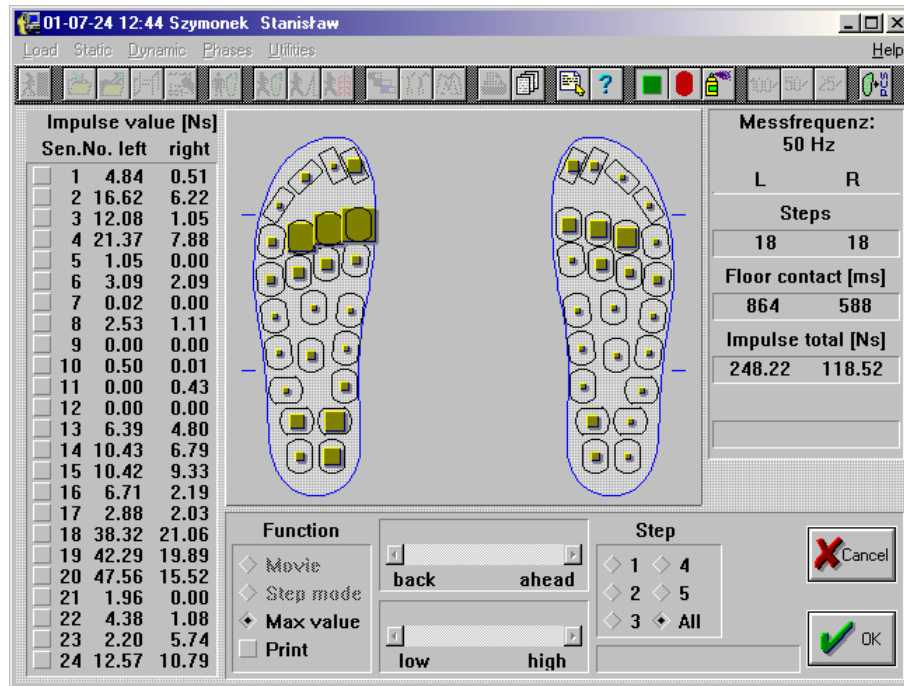 01-07-24 12:44 Szymonek Stanisław
Load Static Dynamic Phases Utilities Help
100% 50% 25%
Impulse value [Ns]
Sen.No. left right
1 4.84 0.51
2 16.62 6.22
3 12.08 1.05
4 21.37 7.88
5 1.05 0.00
6 3.09 2.09
7 0.02 0.00
8 2.53 1.11
9 0.00 0.00
10 0.50 0.01
11 0.00 0.43
12 0.00 0.00
13 6.39 4.80
14 10.43 6.79
15 10.42 9.33
16 6.71 2.19
17 2.88 2.03
18 38.32 21.06
19 42.29 19.89
20 47.56 15.52
21 1.96 0.00
22 4.38 1.08
23 2.20 5.74
24 12.57 10.79
Messfrequenz:
50 Hz
L R
Steps
18 18
Floor contact [ms]
864 588
Impulse total [Ns]
248.22 118.52
Function
Movie
Step mode
Max value
Print
back ahead
low high
Step
1 4
2 5
3 All
Cancel
OK